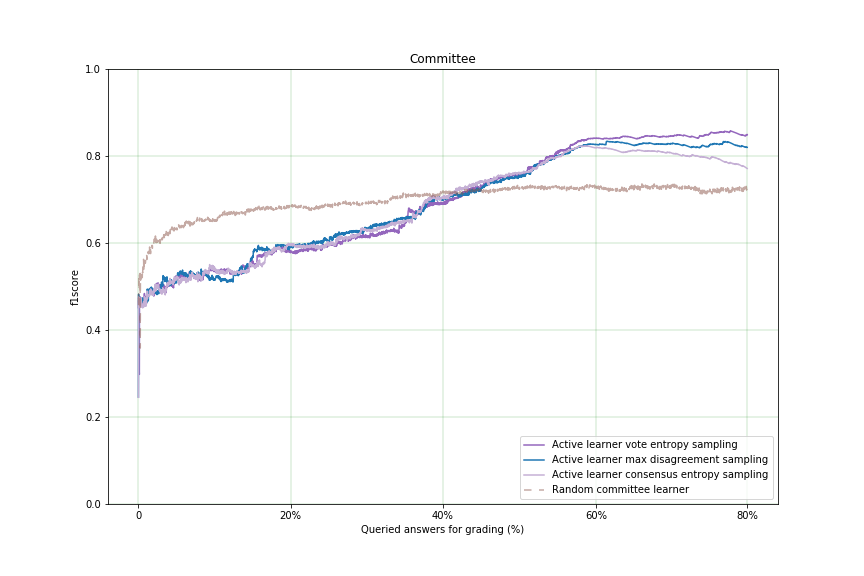 Committee
1.0
0.8
0.6
0.4
0.2
0.0
f1score
0
20%
40%
60%
80%
Queried answers for grading (%)
Active learner vote entropy sampling
Active learner max disagreement sampling
Active learner consensus entropy sampling
Random committee learner